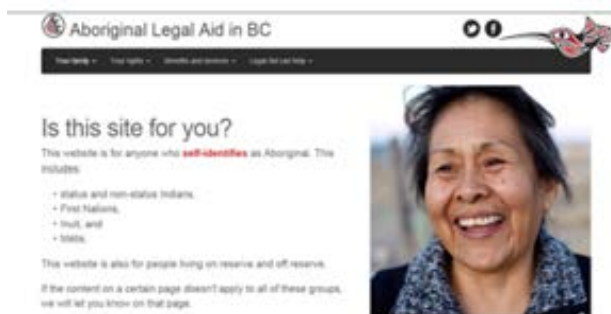 Aboriginal Legal Aid in BC
Your family Your rights Benefits and services Legal Aid can help
Is this site for you?
This website is for anyone who self-identifies as Aboriginal. This
includes:
• status and non-status Indians,
• First Nations,
• Inuit, and
• Métis.
This website is also for people living on reserve and off reserve.
If the content on a certain page doesn't apply to all of these groups,
we will let you know on that page.